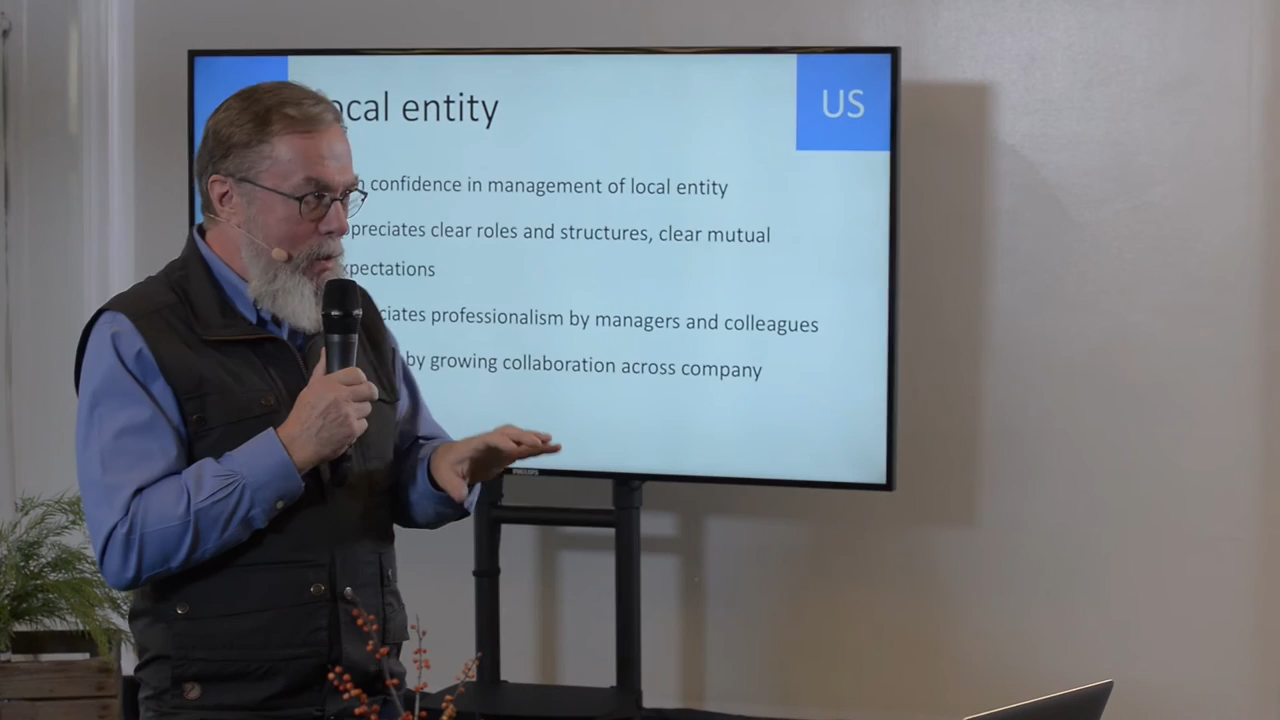 ocal entity
US
confidence in management of local entity
preciates clear roles and structures, clear mutual
xpectations
ciates professionalism by managers and colleagues
by growing collaboration across company
PHILIPS